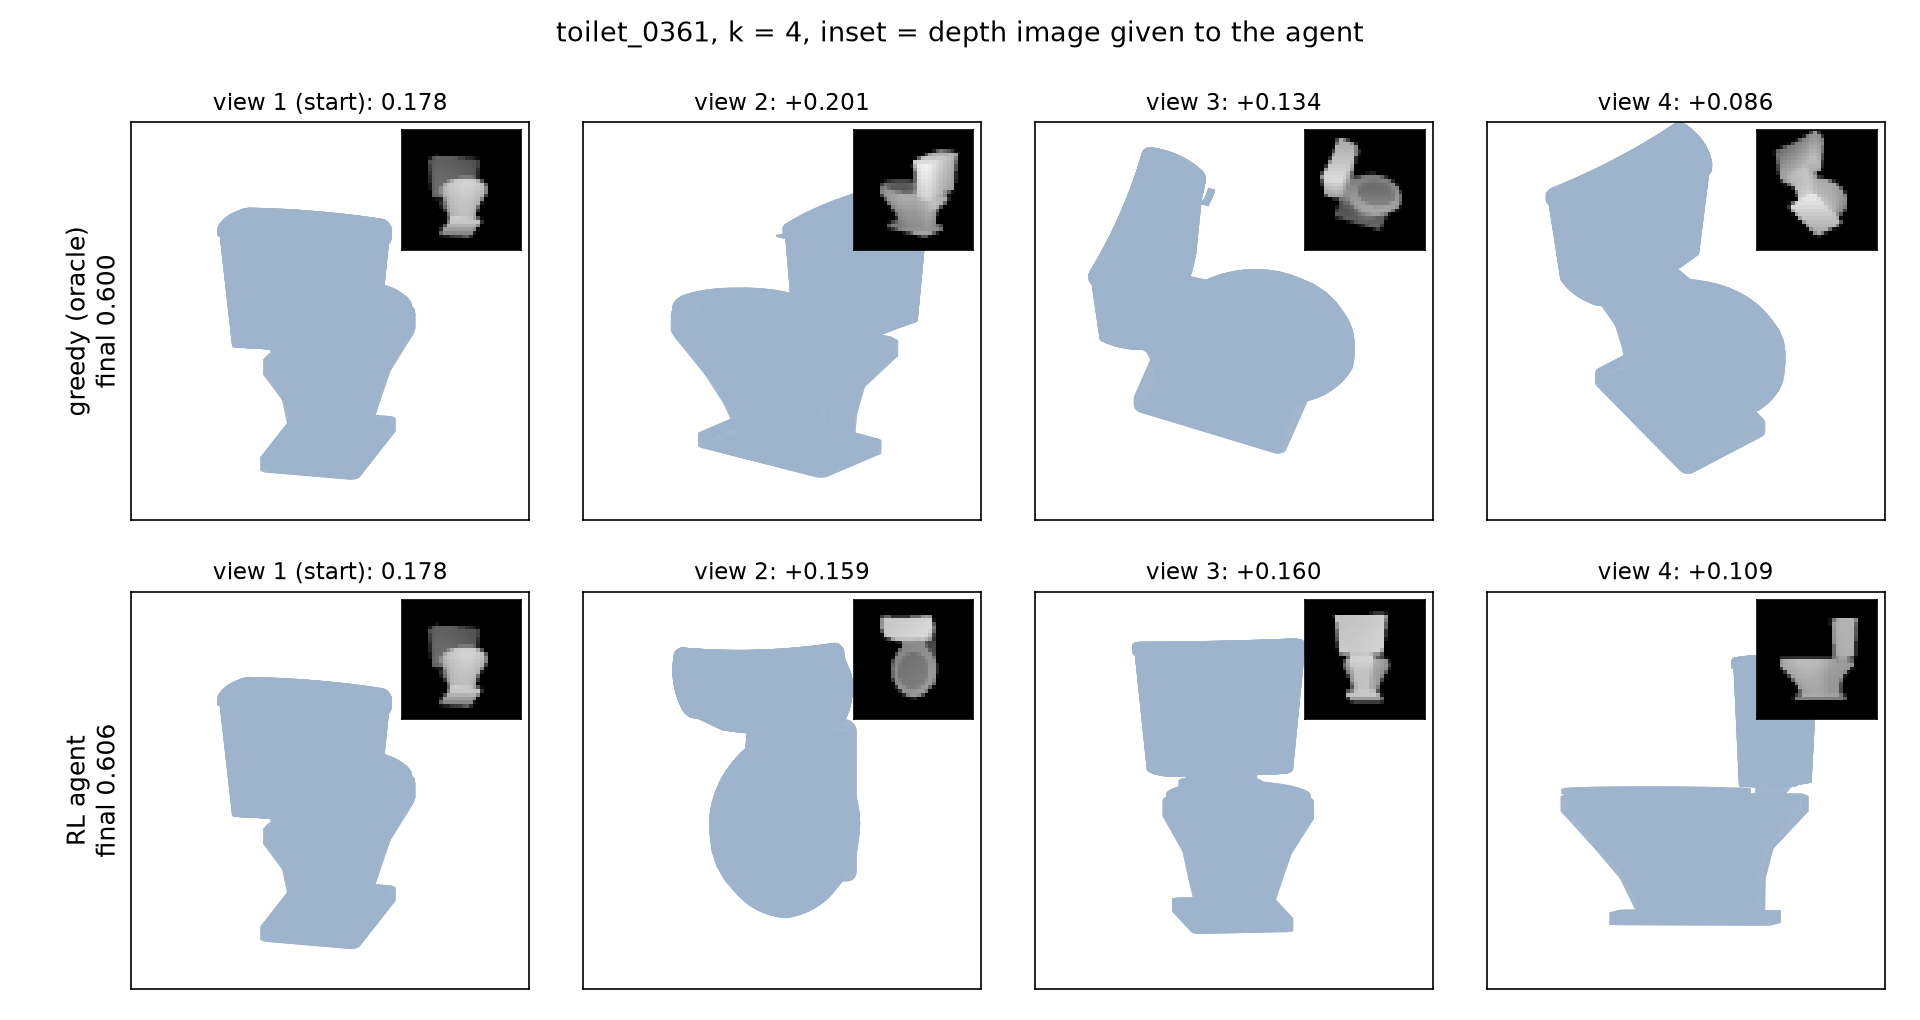 toilet_0361, k = 4, inset = depth image given to the agent
greedy (oracle)
final 0.600
view 1 (start): 0.178
view 2: +0.201
view 3: +0.134
view 4: +0.086
RL agent
final 0.606
view 1 (start): 0.178
view 2: +0.159
view 3: +0.160
view 4: +0.109